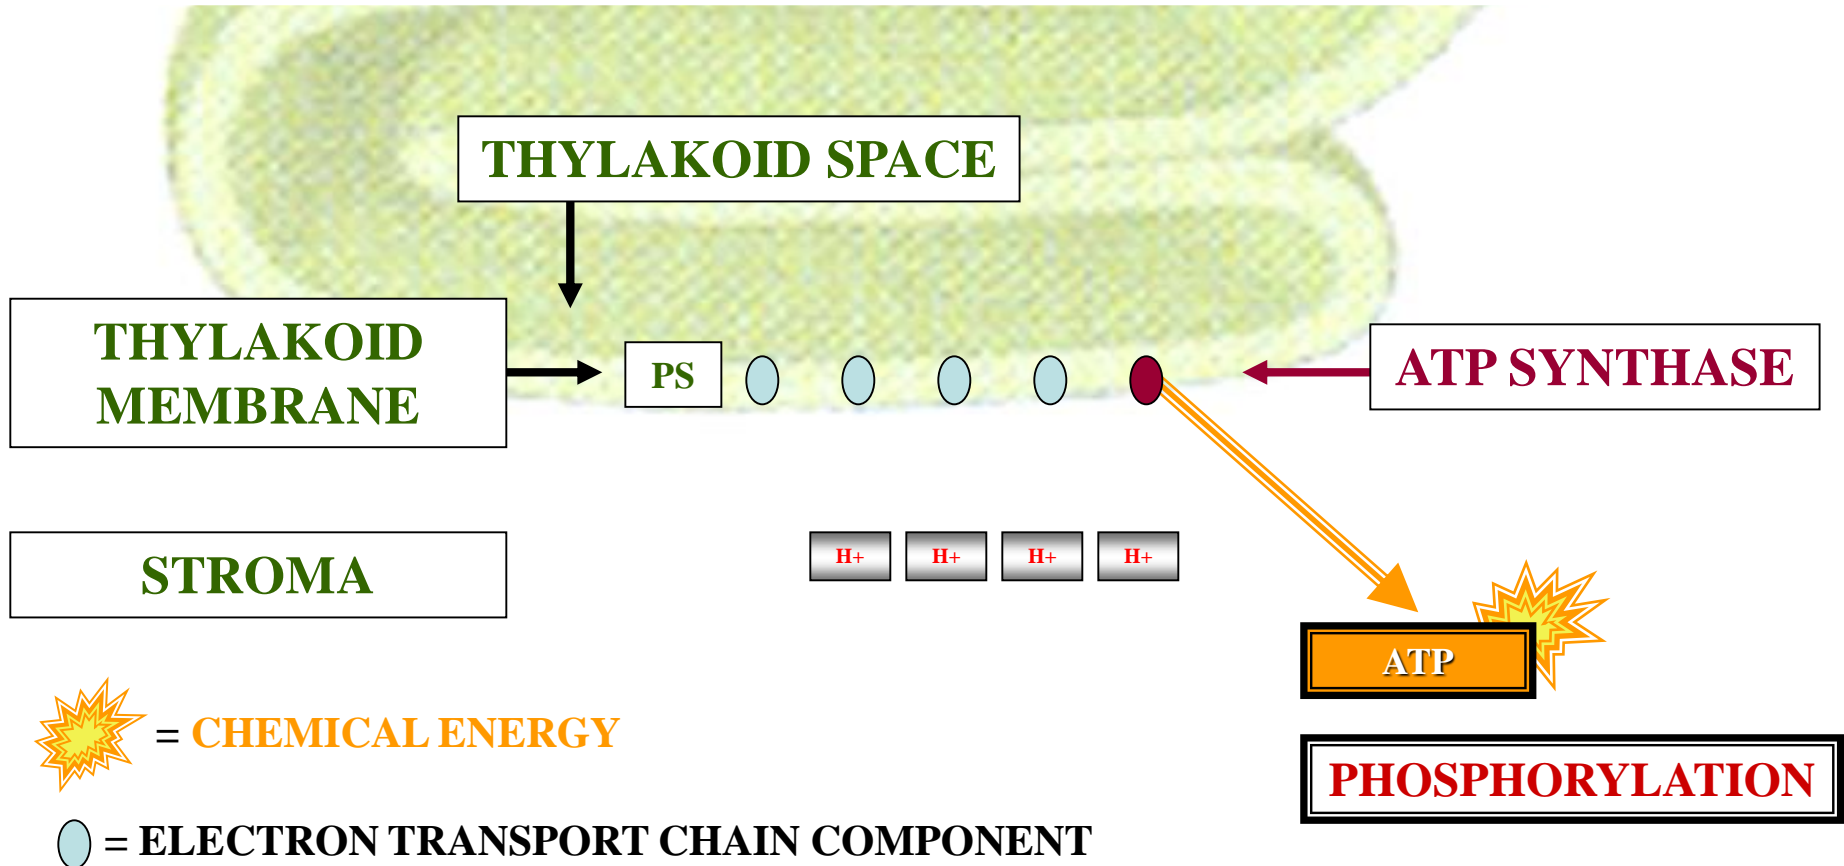 THYLAKOID SPACE
THYLAKOID
MEMBRANE
PS
ATP SYNTHASE
STROMA
H+ H+ H+ H+
ATP
= CHEMICAL ENERGY
PHOSPHORYLATION
= ELECTRON TRANSPORT CHAIN COMPONENT